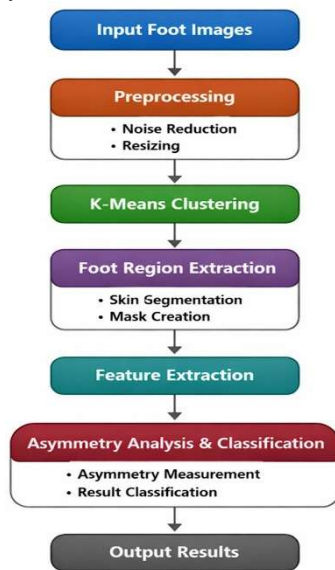 Input Foot Images
Preprocessing
• Noise Reduction
• Resizing
K-Means Clustering
Foot Region Extraction
• Skin Segmentation
• Mask Creation
Feature Extraction
Asymmetry Analysis & Classification
• Asymmetry Measurement
• Result Classification
Output Results